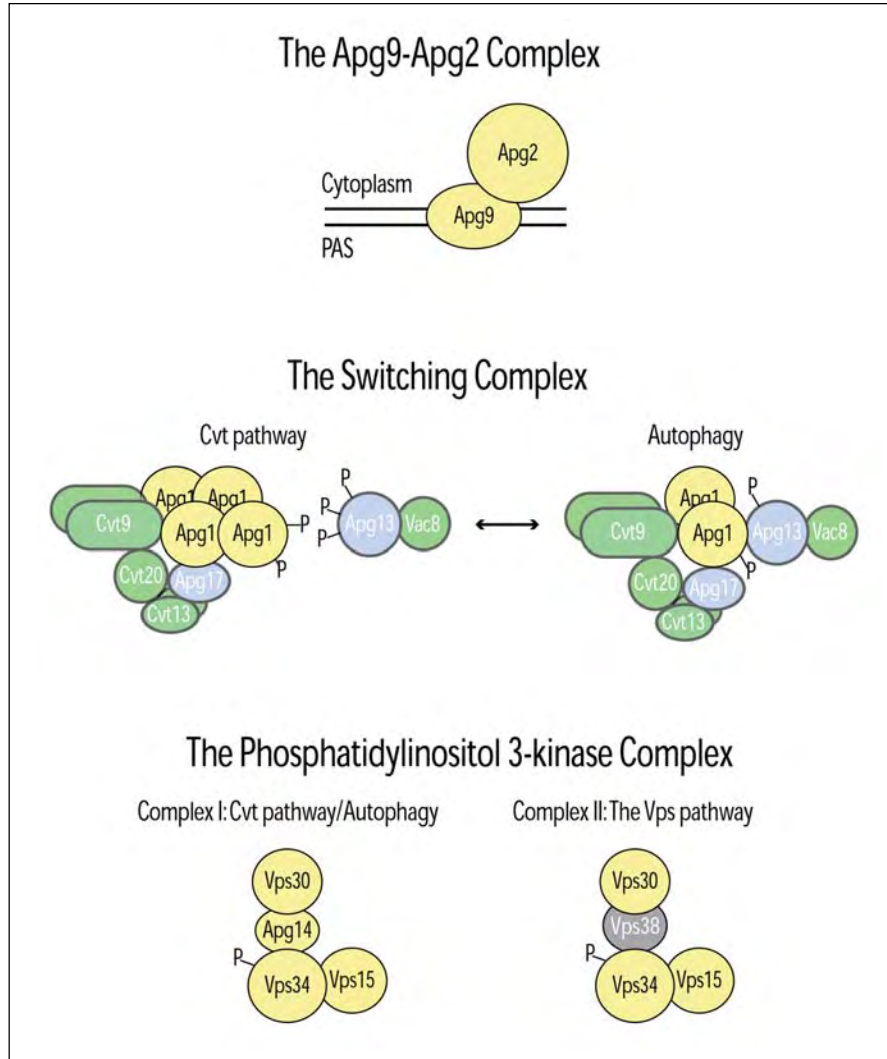 The Apg9-Apg2 Complex
Apg2
Cytoplasm
Apg9
PAS
The Switching Complex
Cvt pathway
Autophagy
P
P
Apg1
Apg1
Apg1
P
Cvt9
Apg1
Apg1
P
P
Apg13
Vac8
Cvt9
Apg1
Apg13
Vac8
P
P
Cvt20
Apg17
Cvt20
Apg17
Cvt13
Cvt13
The Phosphatidylinositol 3-kinase Complex
Complex I: Cvt pathway/Autophagy
Complex II: The Vps pathway
Vps30
Vps30
Apg14
Vps38
P
P
Vps34
Vps15
Vps34
Vps15